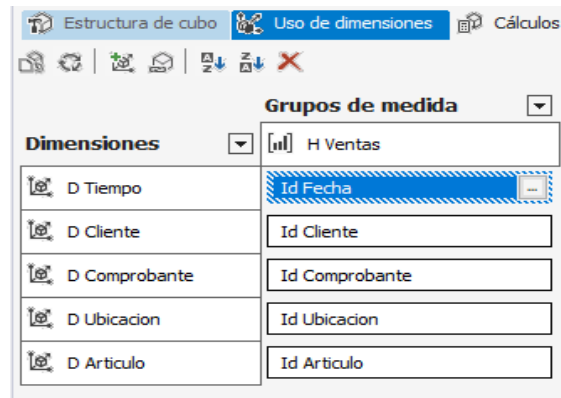 Estructura de cubo Uso de dimensiones Cálculos
Grupos de medida
Dimensiones H Ventas
D Tiempo Id Fecha ...
D Cliente Id Cliente
D Comprobante Id Comprobante
D Ubicacion Id Ubicacion
D Articulo Id Articulo